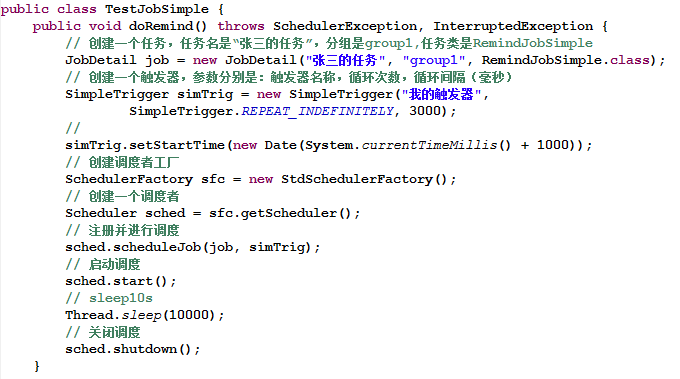 public class TestJobSimple {
public void doRemind() throws SchedulerException, InterruptedException {
// 创建一个任务，任务名是“张三的任务”，分组是group1,任务类是RemindJobSimple
JobDetail job = new JobDetail("张三的任务", "group1", RemindJobSimple.class);
// 创建一个触发器，参数分别是：触发器名称，循环次数，循环间隔（毫秒）
SimpleTrigger simTrig = new SimpleTrigger("我的触发器",
SimpleTrigger.REPEAT_INDEFINITELY, 3000);
//
simTrig.setStartTime(new Date(System.currentTimeMillis() + 1000));
// 创建调度者工厂
SchedulerFactory sfc = new StdSchedulerFactory();
// 创建一个调度者
Scheduler sched = sfc.getScheduler();
// 注册并进行调度
sched.scheduleJob(job, simTrig);
// 启动调度
sched.start();
// sleep10s
Thread.sleep(10000);
// 关闭调度
sched.shutdown();
}